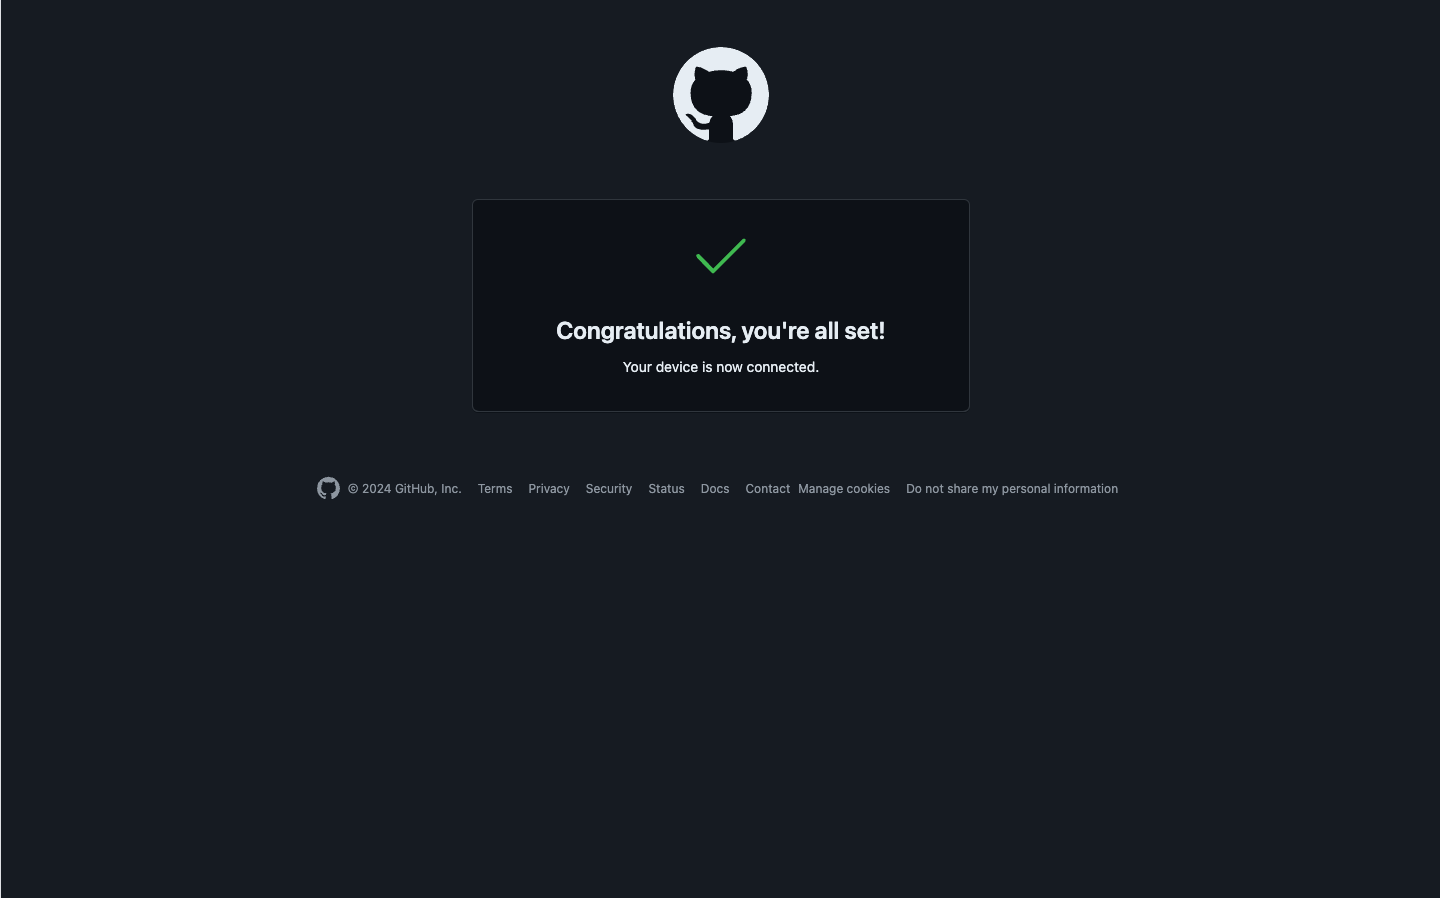 Congratulations, you're all set!
Your device is now connected.
© 2024 GitHub, Inc. Terms Privacy Security Status Docs Contact Manage cookies Do not share my personal information